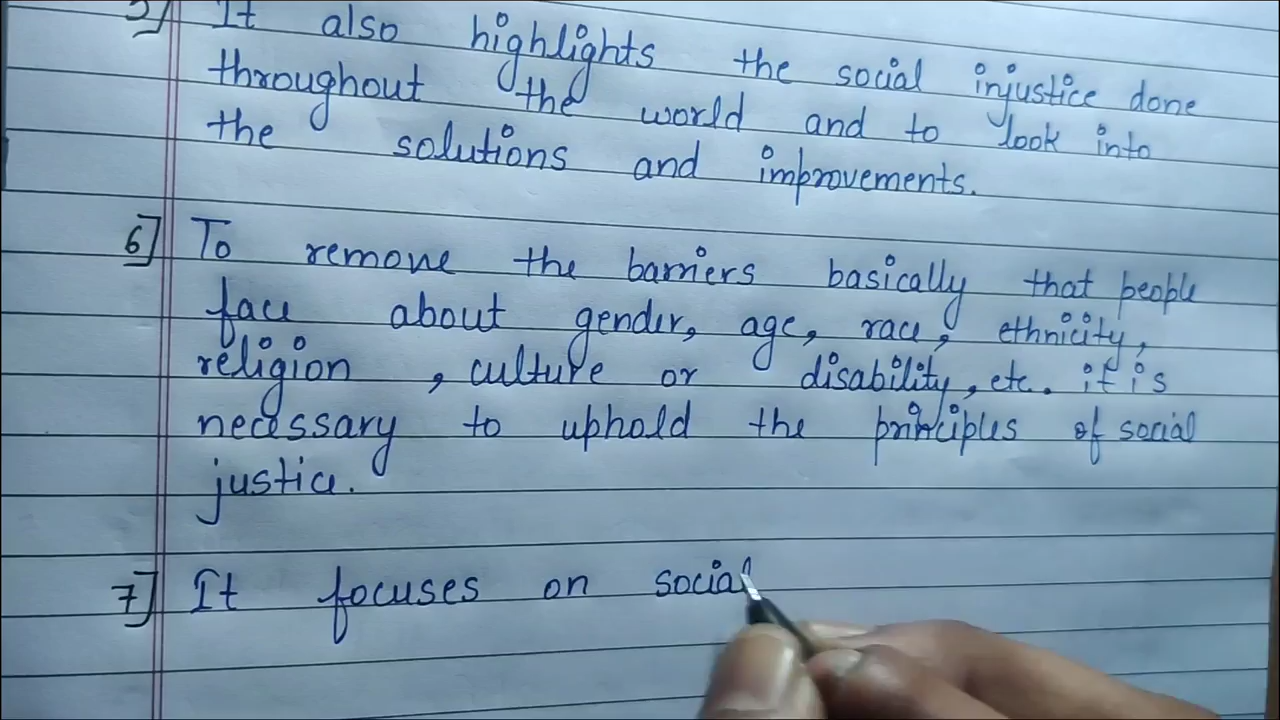 5] It also highlights the social injustice done
throughout the world and to look into
the solutions and improvements.
6] To remove the barriers basically that people
face about gender, age, race, ethnicity,
religion, culture or disability, etc. it is
necessary to uphold the principles of social
justice.
7] It focuses on social